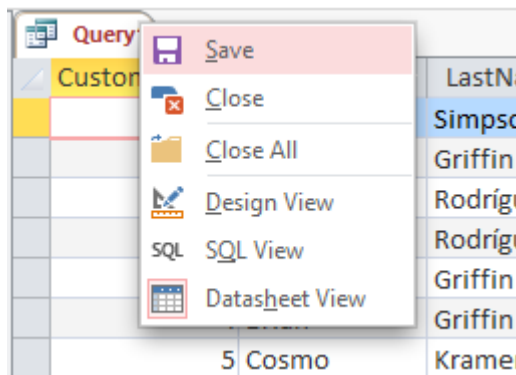 Query
Save
Custom
LastNa
Close
Simpso
Close All
Griffin
Design View
Rodrígu
SQL SQL View
Rodrígu
Griffin
Datasheet View
Griffin
5 Cosmo Kramer